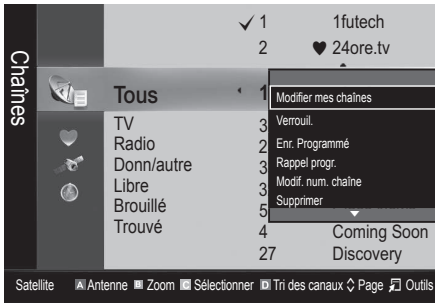 Chaînes
✓ 1 1futech
2 ♥ 24ore.tv
Tous 1
TV 3
Radio 2
Donn/autre 3
Libre 3
Brouillé 5
Trouvé 4 Coming Soon
27 Discovery
Modifier mes chaînes
Verrouil.
Enr. Programmé
Rappel progr.
Modif. num. chaîne
Supprimer
Satellite A Antenne B Zoom C Sélectionner D Tri des canaux Page Outils